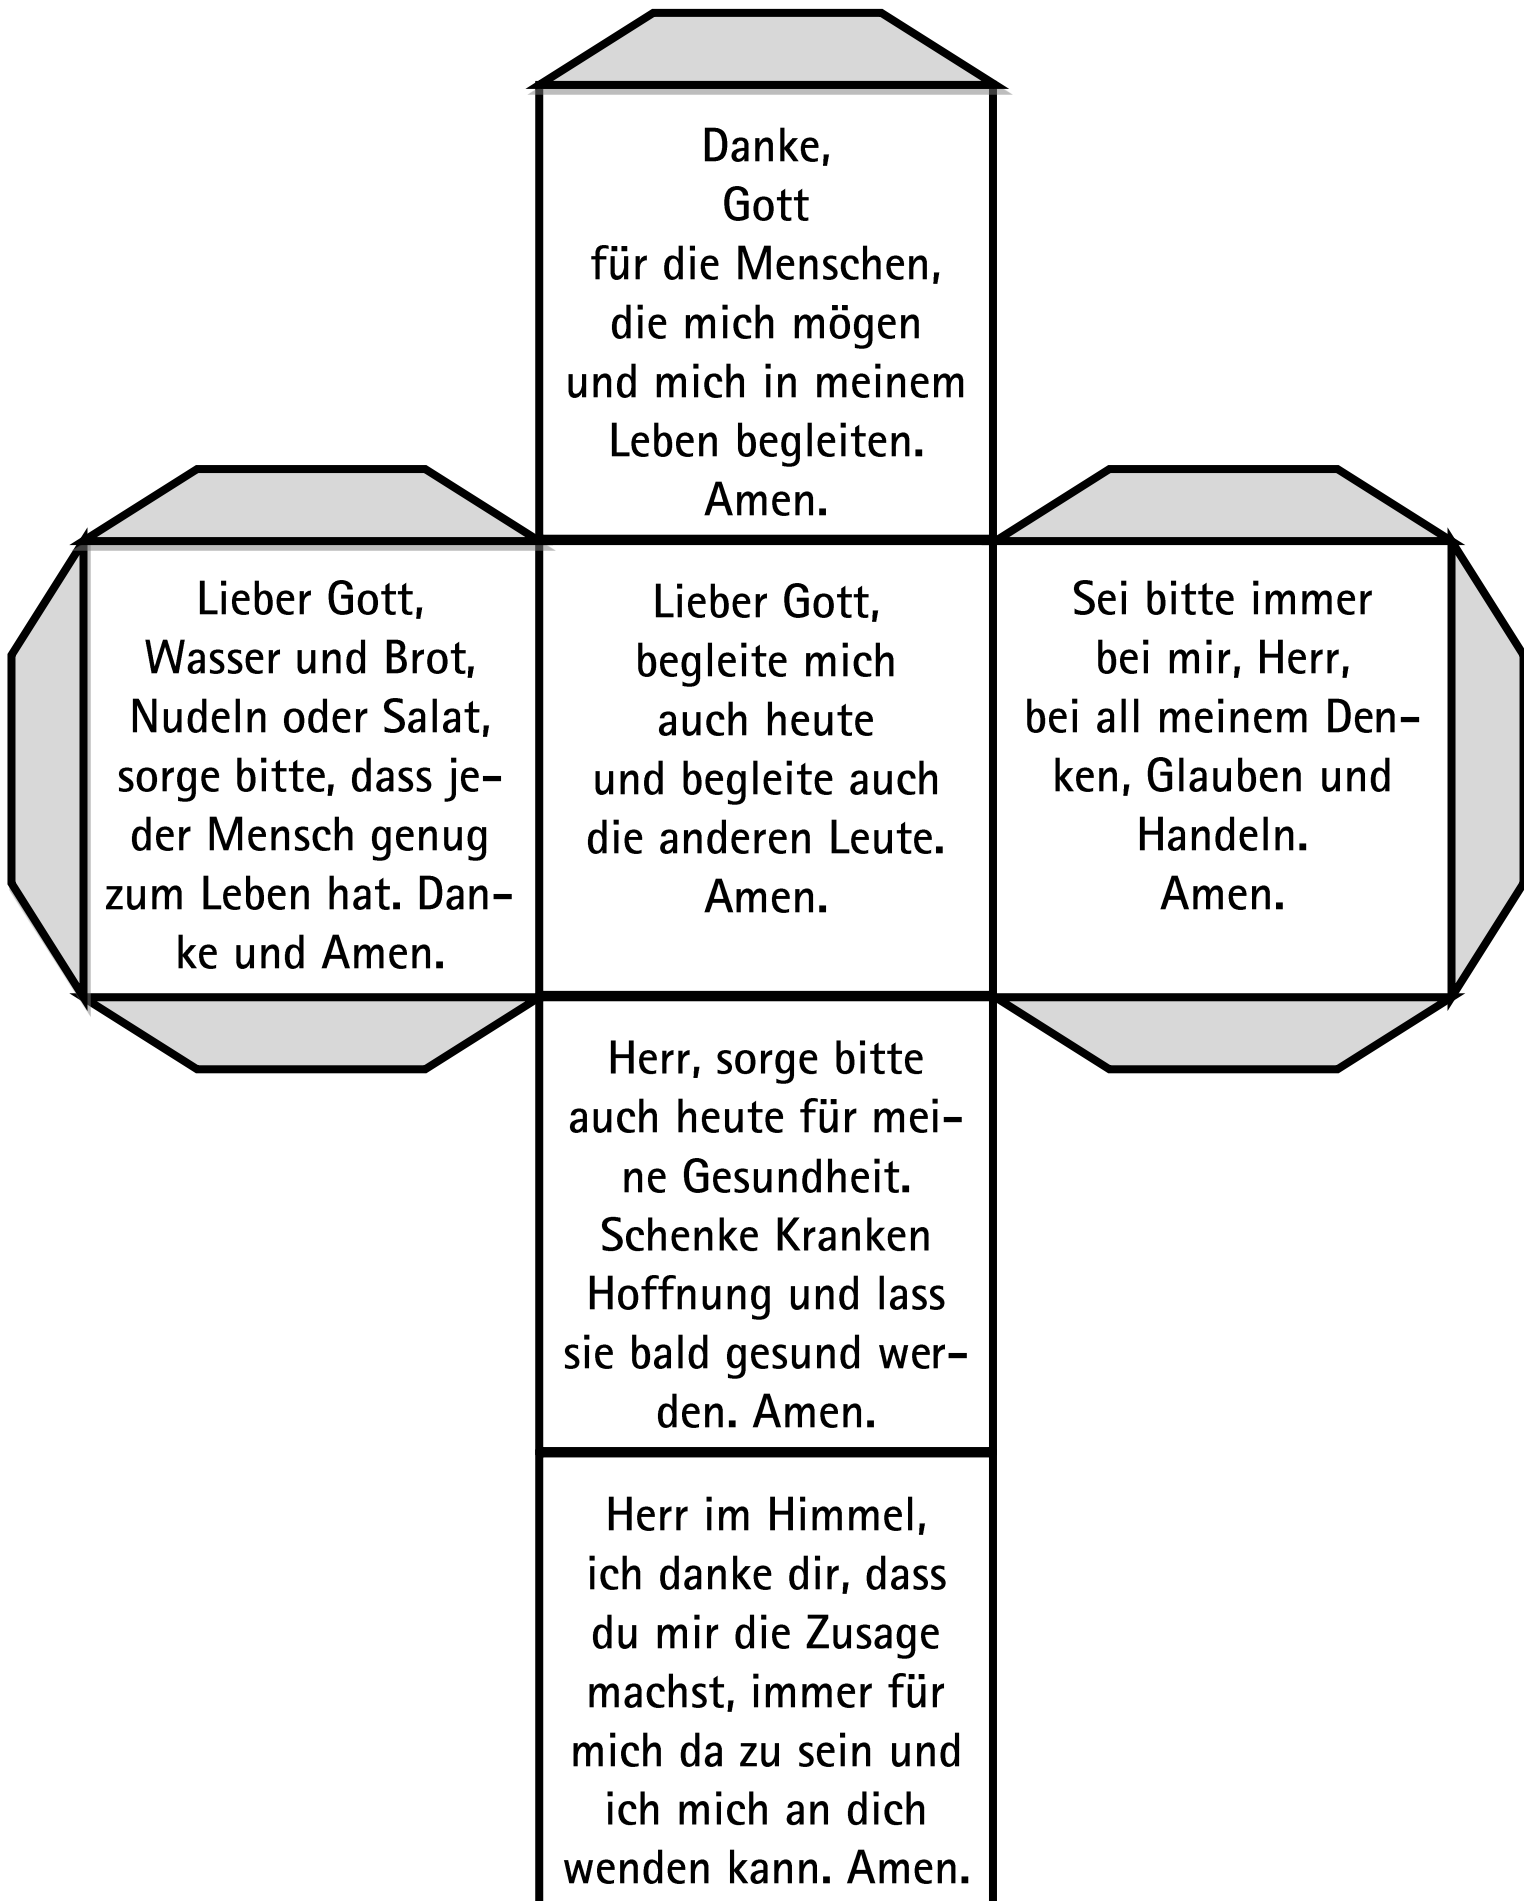 Danke,
Gott
für die Menschen,
die mich mögen
und mich in meinem
Leben begleiten.
Amen.
Lieber Gott,
Wasser und Brot,
Nudeln oder Salat,
sorge bitte, dass je-
der Mensch genug
zum Leben hat. Dan-
ke und Amen.
Lieber Gott,
begleite mich
auch heute
und begleite auch
die anderen Leute.
Amen.
Sei bitte immer
bei mir, Herr,
bei all meinem Den-
ken, Glauben und
Handeln.
Amen.
Herr, sorge bitte
auch heute für mei-
ne Gesundheit.
Schenke Kranken
Hoffnung und lass
sie bald gesund wer-
den. Amen.
Herr im Himmel,
ich danke dir, dass
du mir die Zusage
machst, immer für
mich da zu sein und
ich mich an dich
wenden kann. Amen.